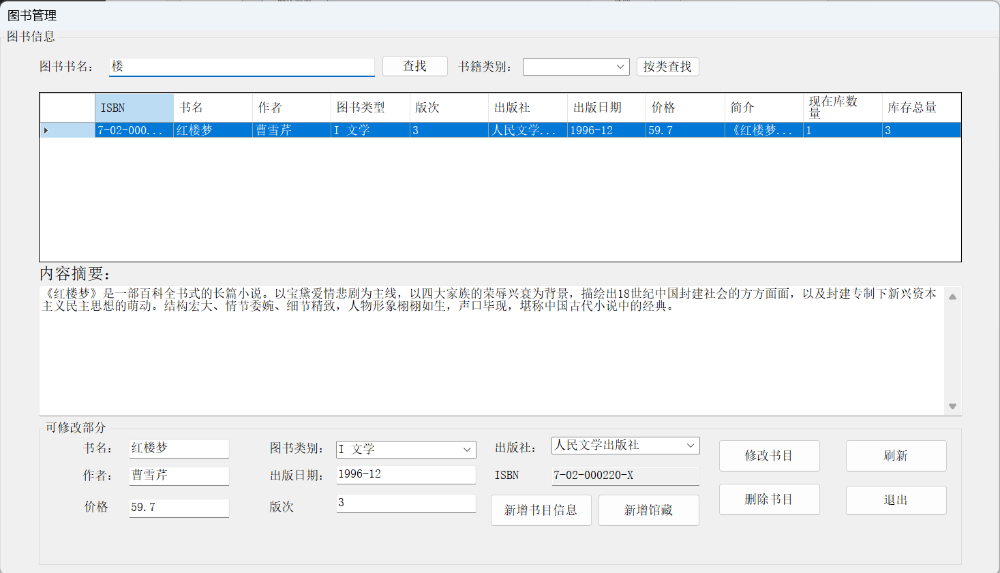 图书管理
图书信息
图书书名： 楼 查找 书籍类别： 按类查找
ISBN 书名 作者 图书类型 版次 出版社 出版日期 价格 简介 现在库数量 库存总量
7-02-000... 红楼梦 曹雪芹 I 文学 3 人民文学... 1996-12 59.7 《红楼梦... 1 3
内容摘要：
《红楼梦》是一部百科全书式的长篇小说。以宝黛爱情悲剧为主线，以四大家族的荣辱兴衰为背景，描绘出18世纪中国封建社会的方方面面，以及封建专制下新兴资本
主义民主思想的萌动。结构宏大、情节委婉、细节精致，人物形象栩栩如生，声口毕现，堪称中国古代小说中的经典。
可修改部分
书名： 红楼梦 图书类别： I 文学 出版社： 人民文学出版社 修改书目 刷新
作者： 曹雪芹 出版日期： 1996-12 ISBN 7-02-000220-X
价格 59.7 版次 3 新增书目信息 新增馆藏 删除书目 退出